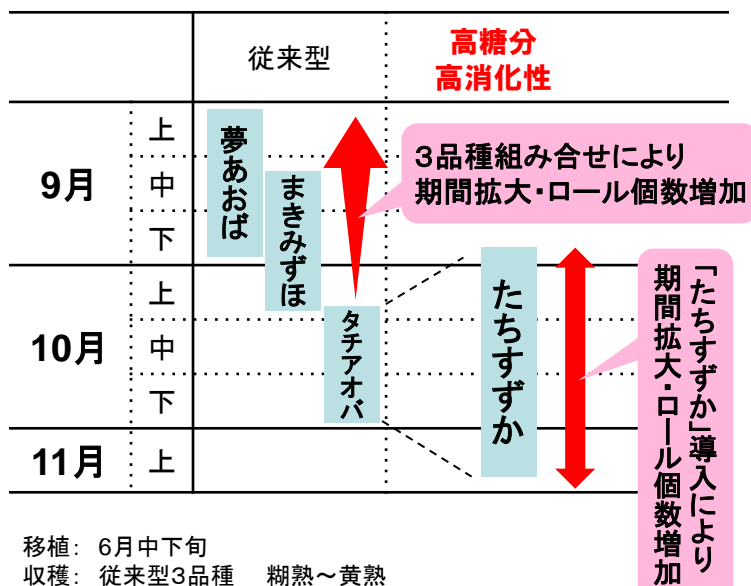 従来型
高糖分
高消化性
9月
上
中
下
10月
上
中
下
11月
上
夢あおば
まきみずほ
タチアオバ
たちすずか
3品種組み合せにより
期間拡大・ロール個数増加
「たちすずか」導入により
期間拡大・ロール個数増加
移植： 6月中下旬
収穫： 従来型3品種 糊熟～黄熟